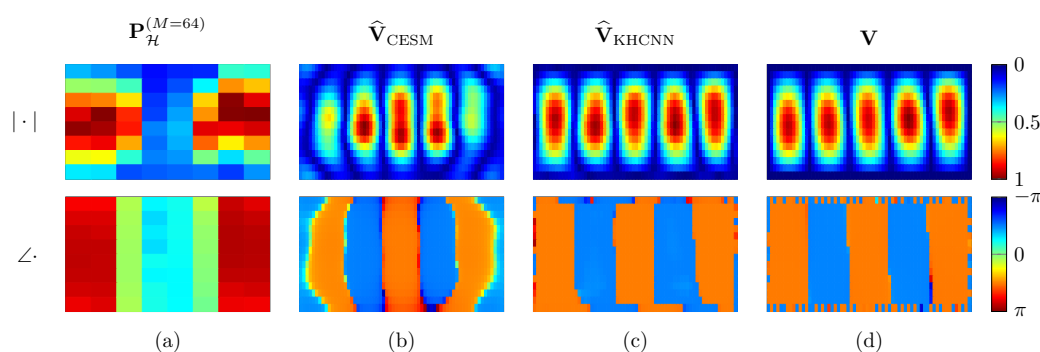 P_H^(M=64)
V̂_CESM
V̂_KHCNN
V
|·|
0
0.5
1
∠·
−π
0
π
(a)
(b)
(c)
(d)